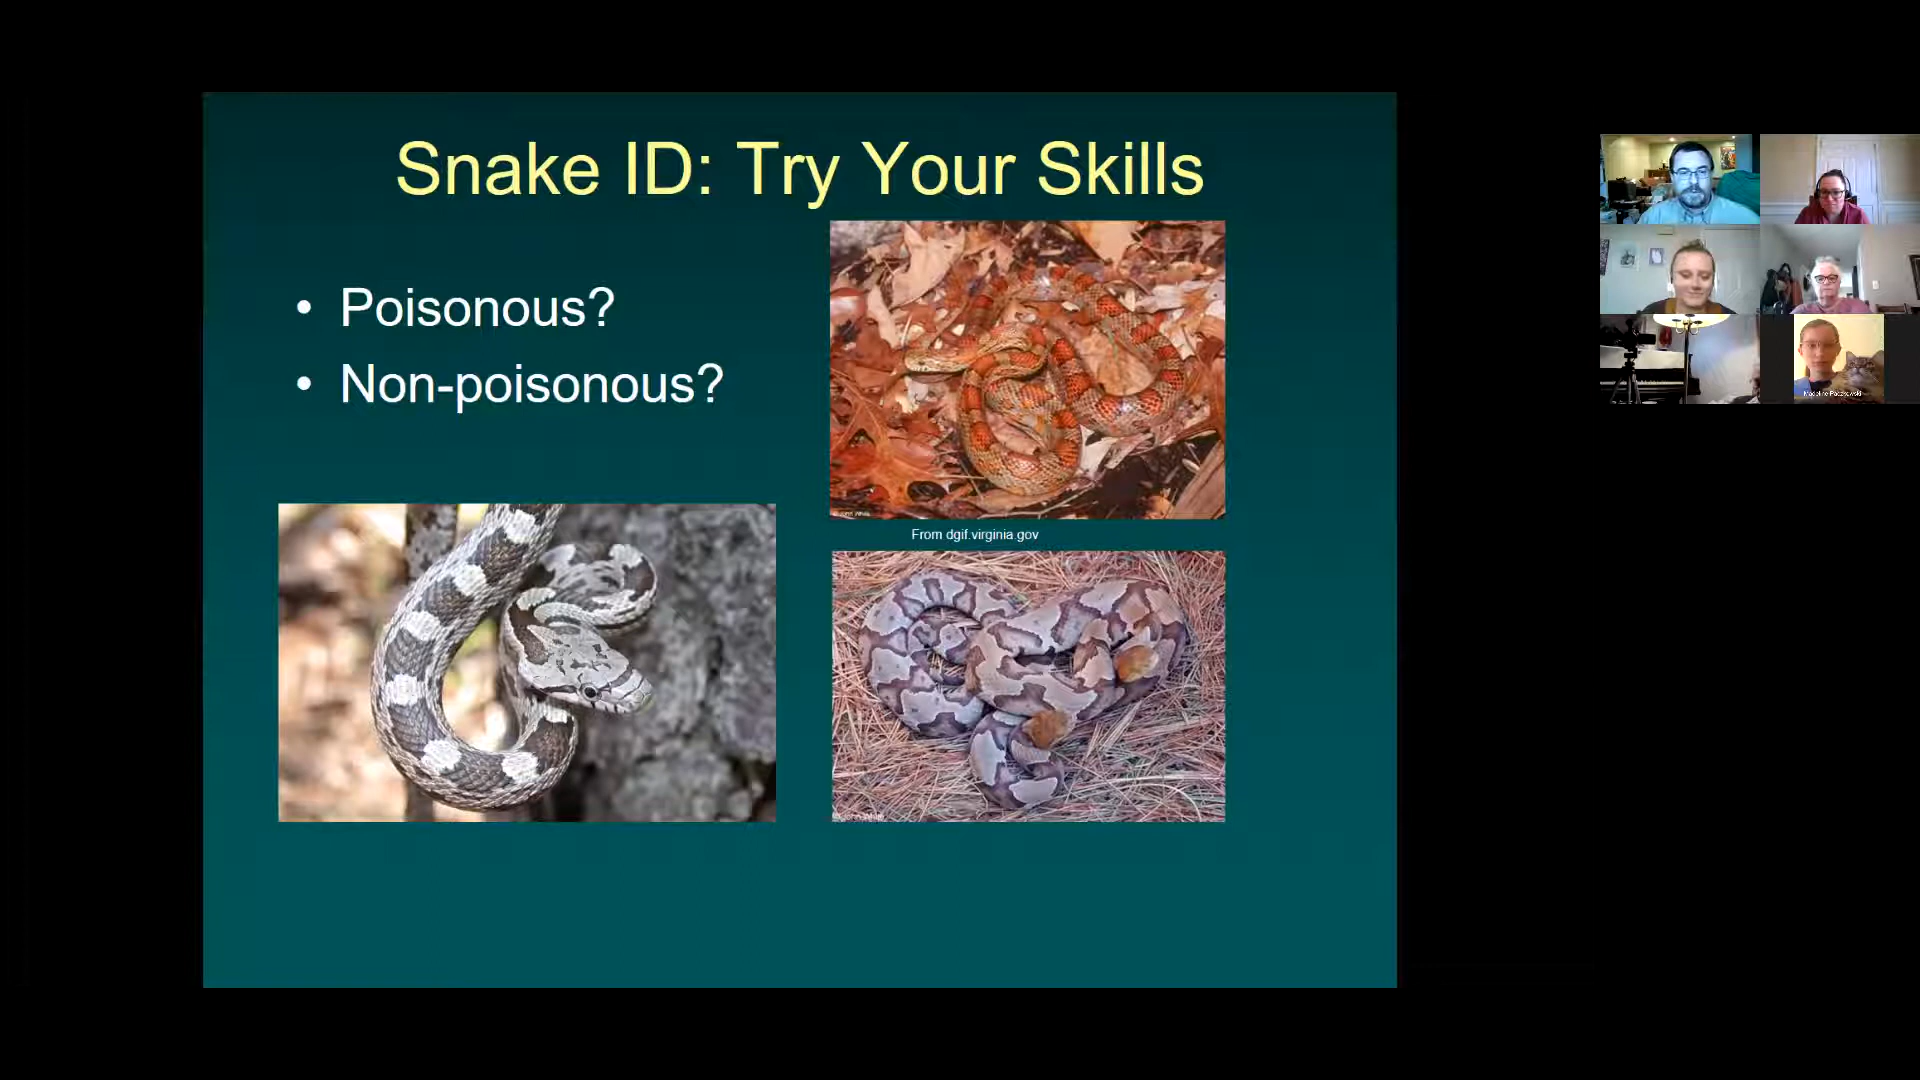 Snake ID: Try Your Skills
• Poisonous?
• Non-poisonous?
From dgif.virginia.gov